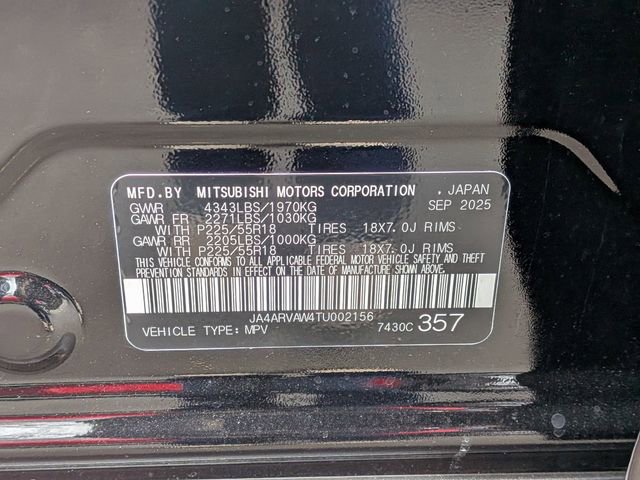 MFD.BY MITSUBISHI MOTORS CORPORATION . JAPAN
GVWR 4343LBS/1970KG SEP 2025
GAWR FR 2271LBS/1030KG
WITH P225/55R18 TIRES 18X7.0J RIMS
GAWR RR 2205LBS/1000KG
WITH P225/55R18 TIRES 18X7.0J RIMS
THIS VEHICLE CONFORMS TO ALL APPLICABLE FEDERAL MOTOR VEHICLE SAFETY AND THEFT
PREVENTION STANDARDS IN EFFECT ON THE DATE OF MANUFACTURE SHOWN ABOVE.
JA4ARVAW4TU002156
VEHICLE TYPE: MPV 7430C 357